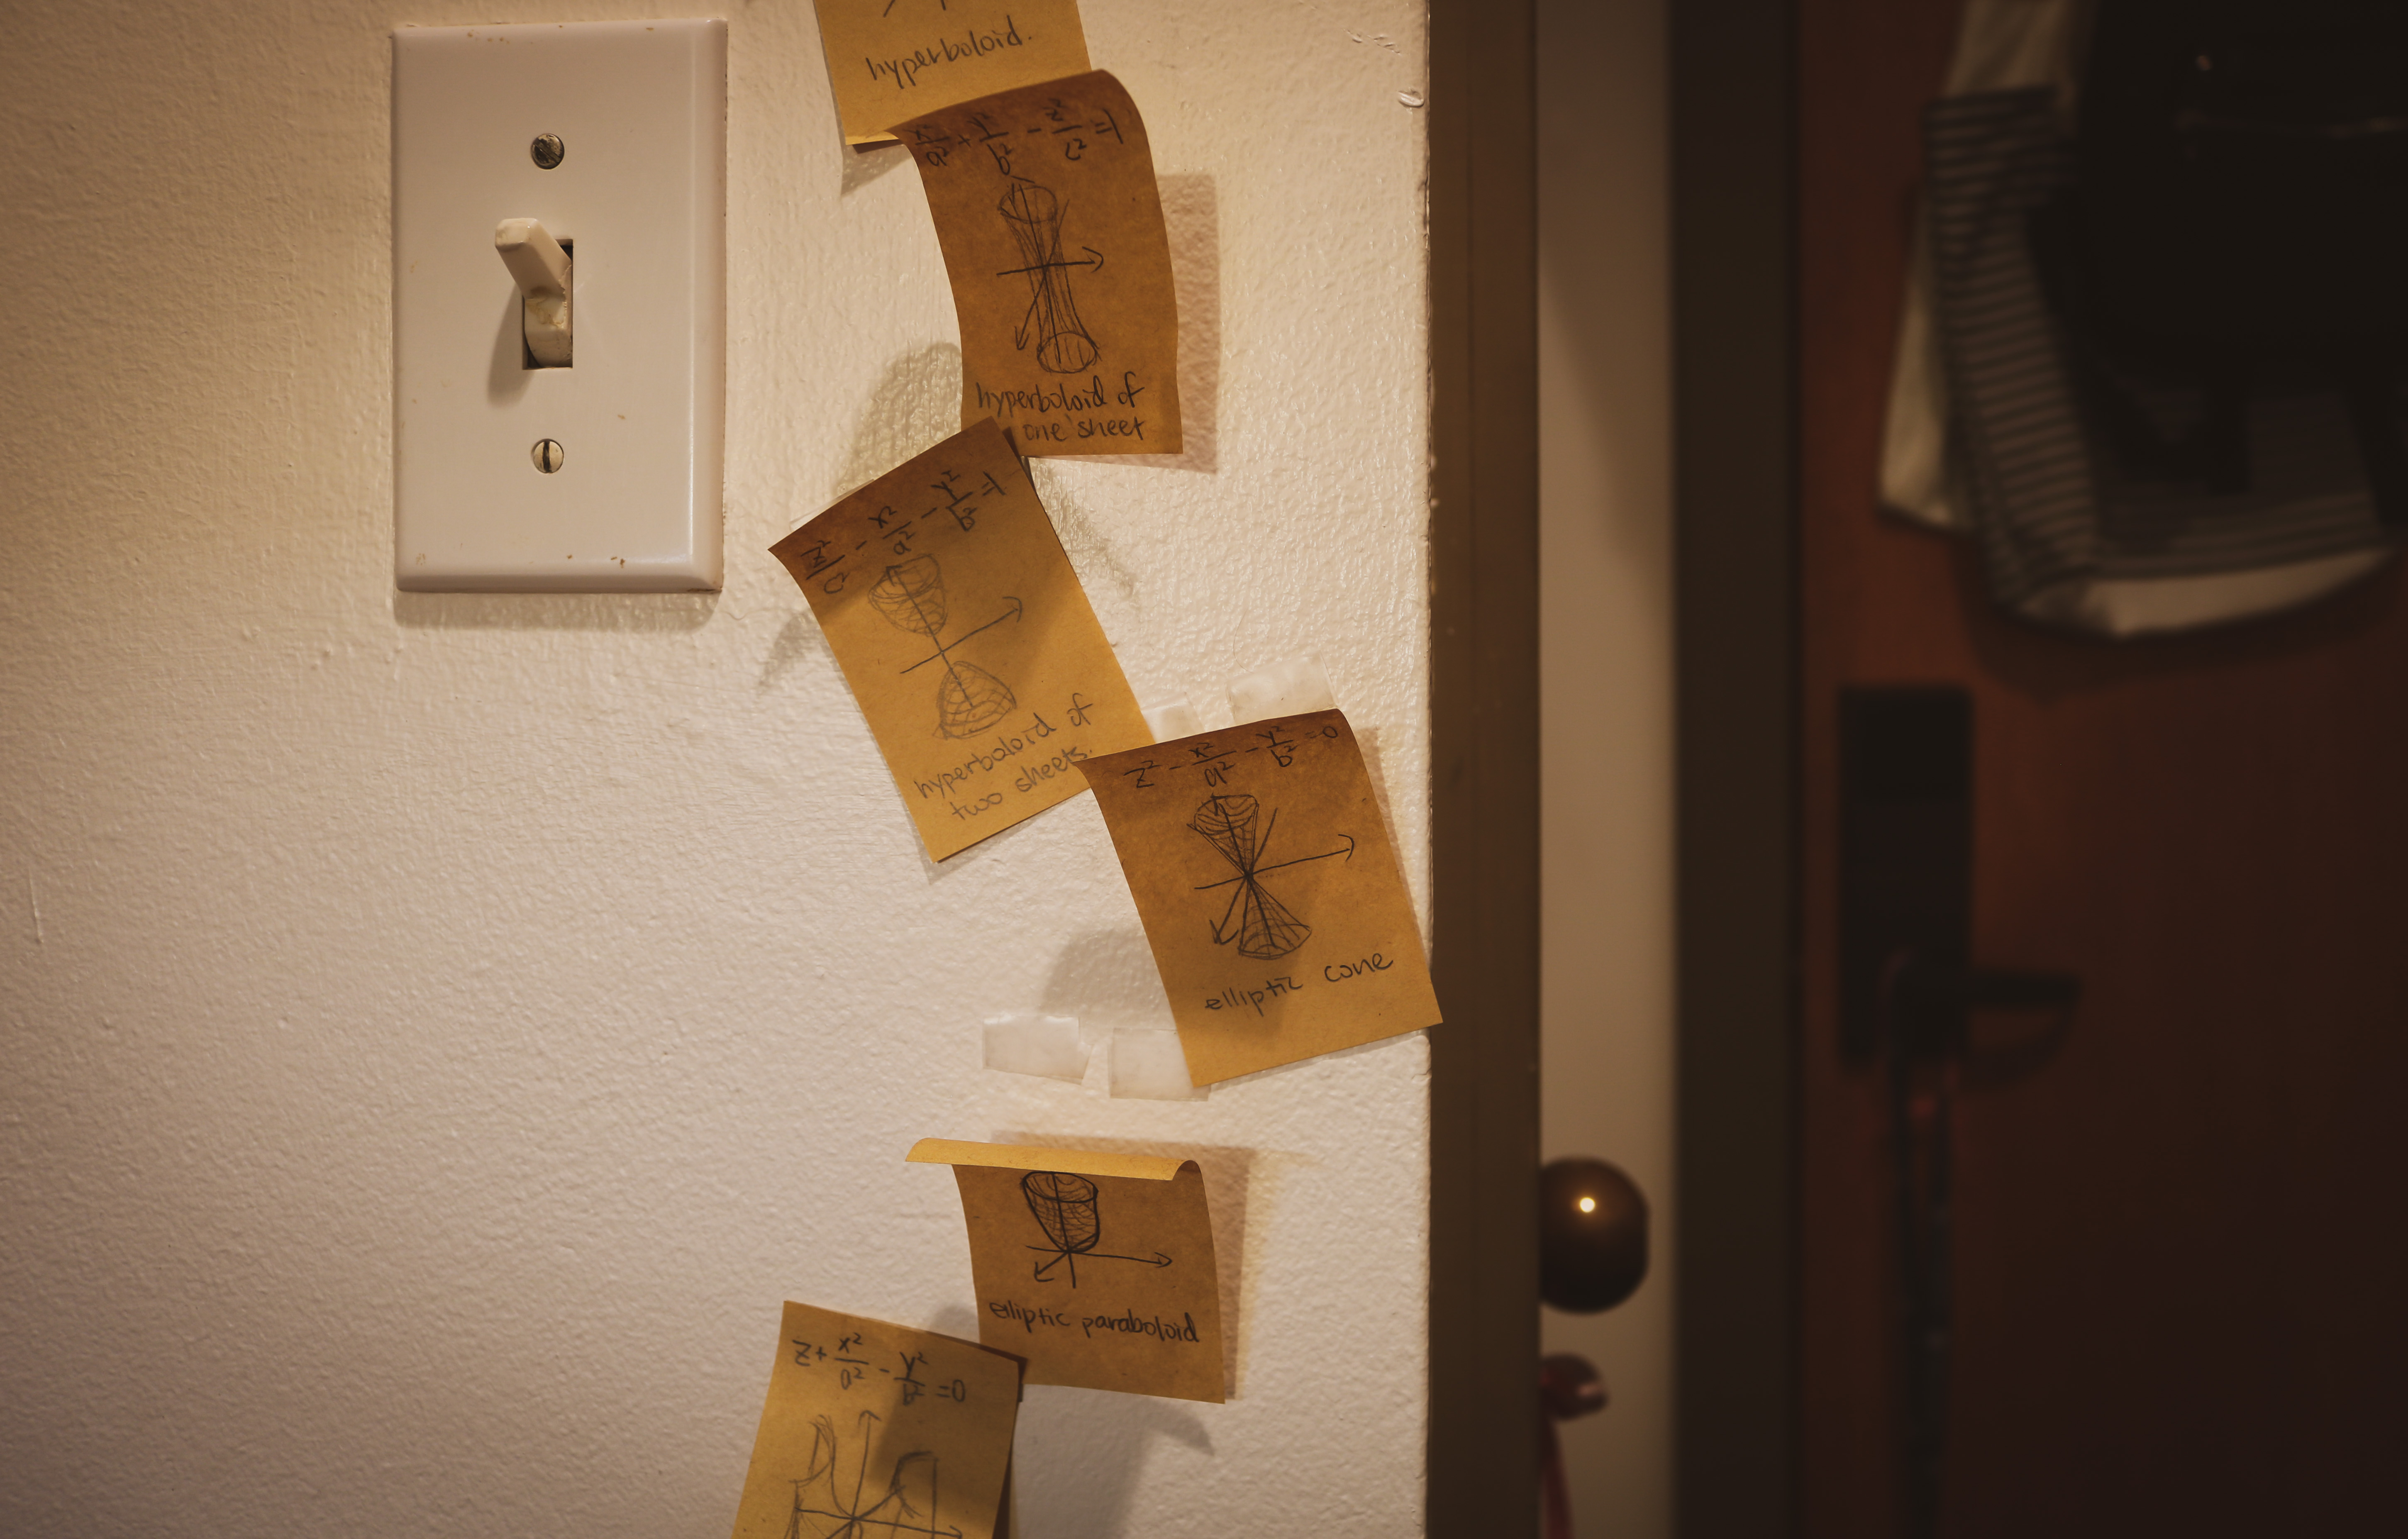 hyperboloid.
x²/a² + y²/b² - z²/c² = 1
hyperboloid of
one sheet
z²/c² - x²/a² - y²/b² = 1
hyperboloid of
two sheets.
z² - x²/a² - y²/b² = 0
elliptic cone
elliptic paraboloid
z + x²/a² - y²/b² = 0